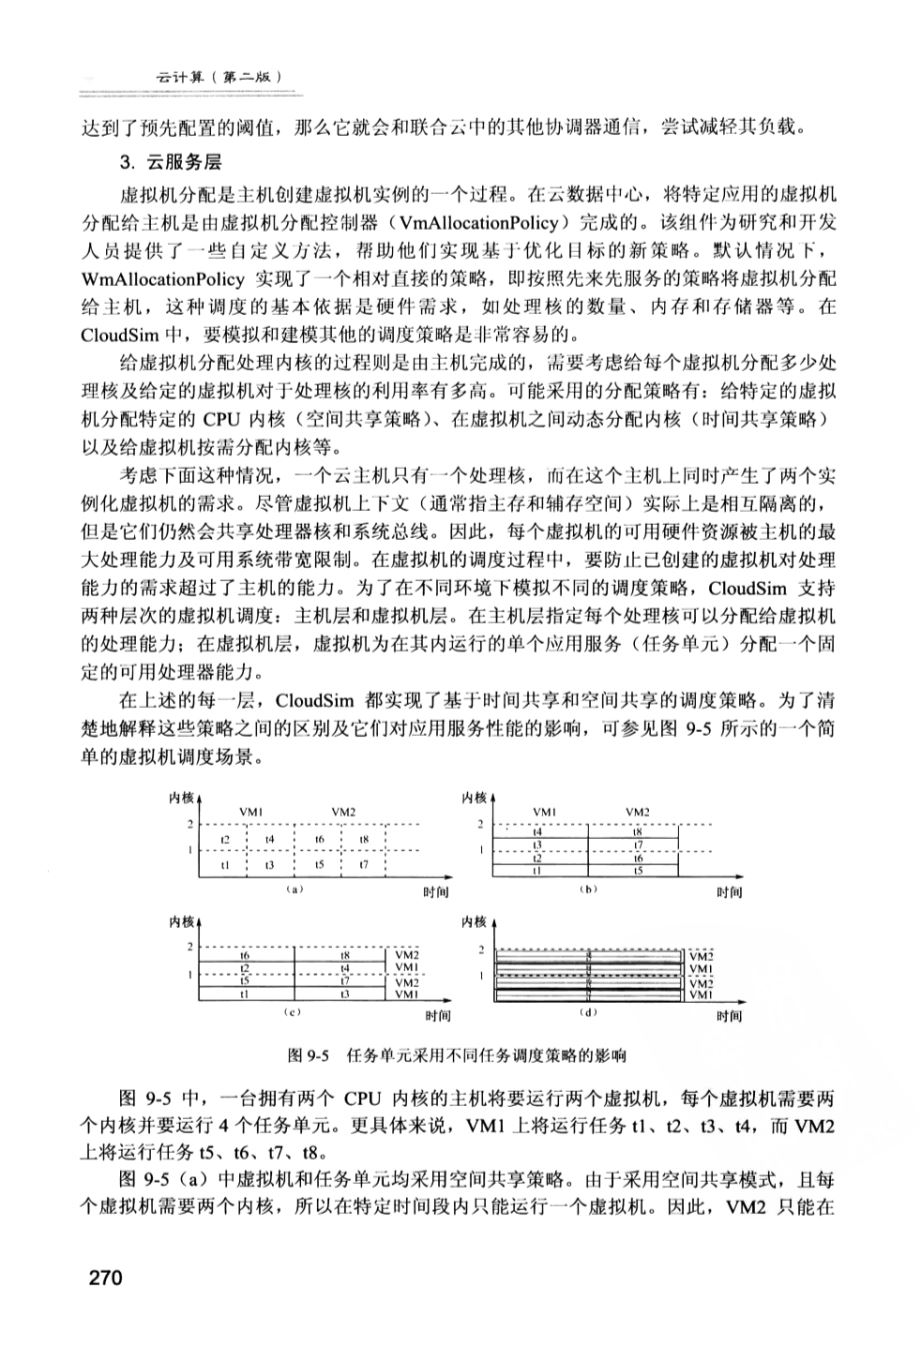 云计算(第二版)
达到了预先配置的阈值，那么它就会和联合云中的其他协调器通信，尝试减轻其负载。
3. 云服务层
虚拟机分配是主机创建虚拟机实例的一个过程。在云数据中心，将特定应用的虚拟机
分配给主机是由虚拟机分配控制器（VmAllocationPolicy）完成的。该组件为研究和开发
人员提供了一些自定义方法，帮助他们实现基于优化目标的新策略。默认情况下，
WmAllocationPolicy 实现了一个相对直接的策略，即按照先来先服务的策略将虚拟机分配
给主机，这种调度的基本依据是硬件需求，如处理核的数量、内存和存储器等。在
CloudSim 中，要模拟和建模其他的调度策略是非常容易的。
给虚拟机分配处理内核的过程则是由主机完成的，需要考虑给每个虚拟机分配多少处
理核及给定的虚拟机对于处理核的利用率有多高。可能采用的分配策略有：给特定的虚拟
机分配特定的 CPU 内核（空间共享策略）、在虚拟机之间动态分配内核（时间共享策略）
以及给虚拟机按需分配内核等。
考虑下面这种情况，一个云主机只有一个处理核，而在这个主机上同时产生了两个实
例化虚拟机的需求。尽管虚拟机上下文（通常指主存和辅存空间）实际上是相互隔离的，
但是它们仍然会共享处理器核和系统总线。因此，每个虚拟机的可用硬件资源被主机的最
大处理能力及可用系统带宽限制。在虚拟机的调度过程中，要防止已创建的虚拟机对处理
能力的需求超过了主机的能力。为了在不同环境下模拟不同的调度策略，CloudSim 支持
两种层次的虚拟机调度：主机层和虚拟机层。在主机层指定每个处理核可以分配给虚拟机
的处理能力；在虚拟机层，虚拟机为在其内运行的单个应用服务（任务单元）分配一个固
定的可用处理器能力。
在上述的每一层，CloudSim 都实现了基于时间共享和空间共享的调度策略。为了清
楚地解释这些策略之间的区别及它们对应用服务性能的影响，可参见图 9-5 所示的一个简
单的虚拟机调度场景。
内核
VM1 VM2
2
t2 t4 t6 t8
1
t1 t3 t5 t7
(a) 时间
内核
VM1 VM2
2
t4 t8
1 t3 t7
t2 t6
t1 t5
(b) 时间
内核
2
t6 t8 VM2
t2 t4 VM1
1
t5 t7 VM2
t1 t3 VM1
(c) 时间
内核
2
VM2
VM1
1
VM2
VM1
(d) 时间
图 9-5 任务单元采用不同任务调度策略的影响
图 9-5 中，一台拥有两个 CPU 内核的主机将要运行两个虚拟机，每个虚拟机需要两
个内核并要运行 4 个任务单元。更具体来说，VM1 上将运行任务 t1、t2、t3、t4，而 VM2
上将运行任务 t5、t6、t7、t8。
图 9-5（a）中虚拟机和任务单元均采用空间共享策略。由于采用空间共享模式，且每
个虚拟机需要两个内核，所以在特定时间段内只能运行一个虚拟机。因此，VM2 只能在
270